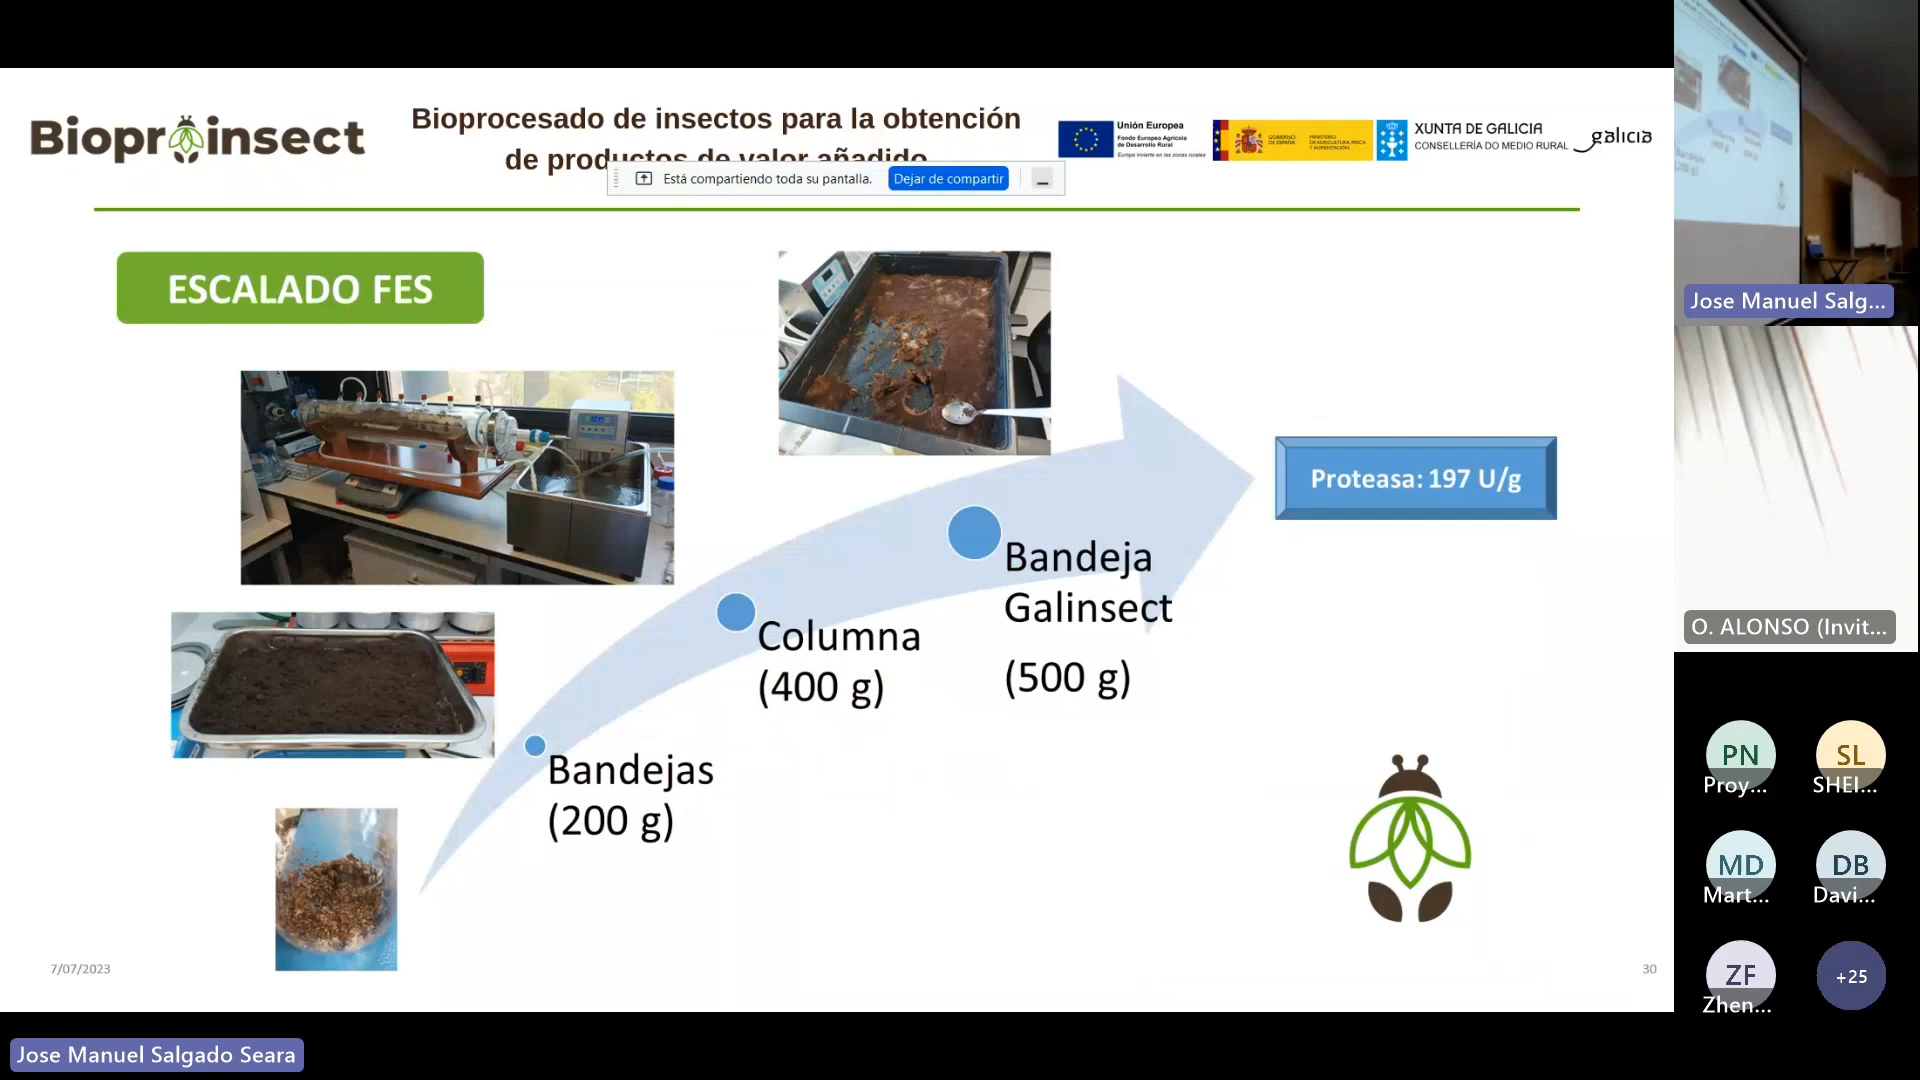 Bioproinsect
Bioprocesado de insectos para la obtención
de productos de valor añadido
Está compartiendo toda su pantalla.
Dejar de compartir
Unión Europea
Fondo Europeo Agrícola
de Desarrollo Rural
Europe invierte en las zonas rurales
GOBIERNO
DE ESPAÑA
MINISTERIO
DE AGRICULTURA, PESCA
Y ALIMENTACIÓN
XUNTA DE GALICIA
CONSELLERÍA DO MEDIO RURAL
galicia
ESCALADO FES
Proteasa: 197 U/g
Bandeja
Galinsect
(500 g)
Columna
(400 g)
Bandejas
(200 g)
7/07/2023
30
Jose Manuel Salgado Seara
Jose Manuel Salg...
O. ALONSO (Invit...
PN
Proy...
SL
SHEI...
MD
Mart...
DB
Davi...
ZF
Zhen...
+25